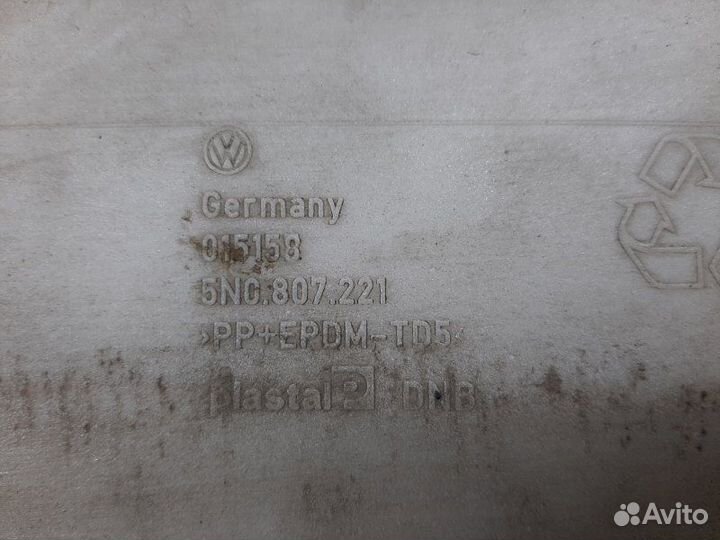 Germany
015158
5NC.807.221
>PP+EPDM-TD5<
plastal DNB
Avito